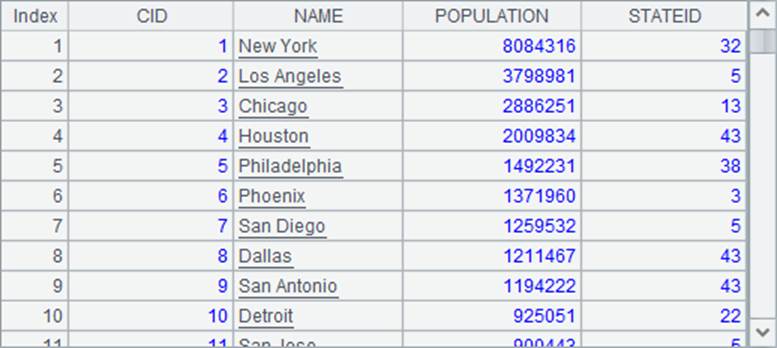 Index CID NAME POPULATION STATEID
1 1 New York 8084316 32
2 2 Los Angeles 3798981 5
3 3 Chicago 2886251 13
4 4 Houston 2009834 43
5 5 Philadelphia 1492231 38
6 6 Phoenix 1371960 3
7 7 San Diego 1259532 5
8 8 Dallas 1211467 43
9 9 San Antonio 1194222 43
10 10 Detroit 925051 22
11 11 San Jose 900443 5